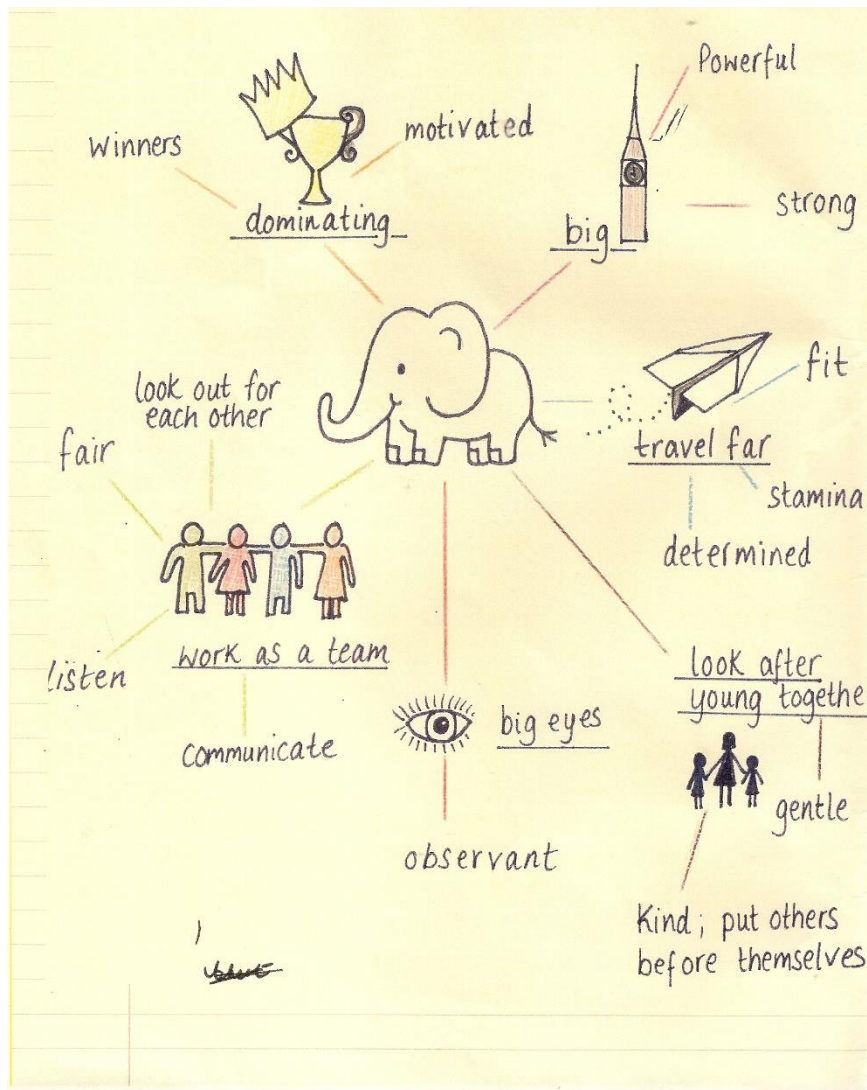 Powerful
winners
motivated
strong
dominating
big
fit
look out for
each other
fair
travel far
stamina
determined
work as a team
listen
look after
young togethe
big eyes
communicate
gentle
observant
Kind; put others
before themselves